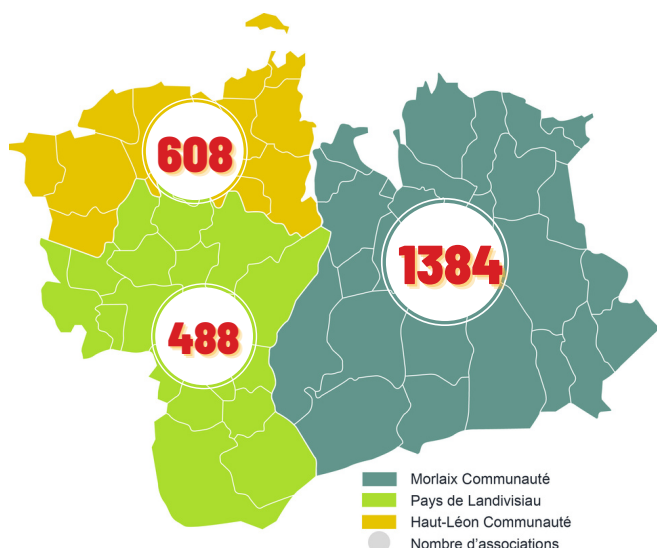 608
1384
488
Morlaix Communauté
Pays de Landivisiau
Haut-Léon Communauté
Nombre d'associations